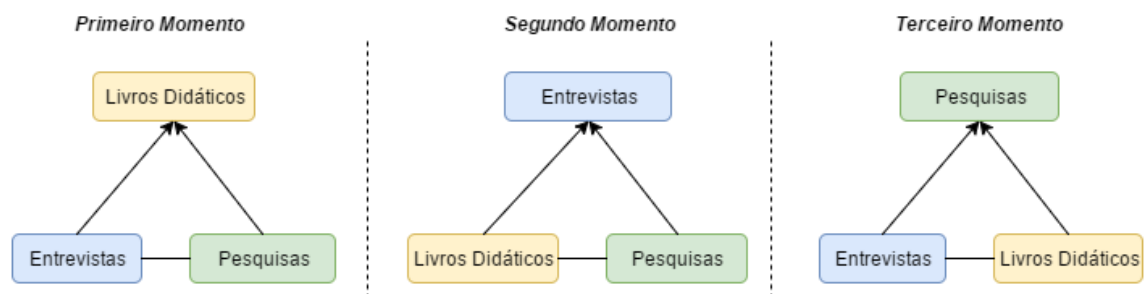 Primeiro Momento
Livros Didáticos
Entrevistas
Pesquisas
Segundo Momento
Entrevistas
Livros Didáticos
Pesquisas
Terceiro Momento
Pesquisas
Entrevistas
Livros Didáticos